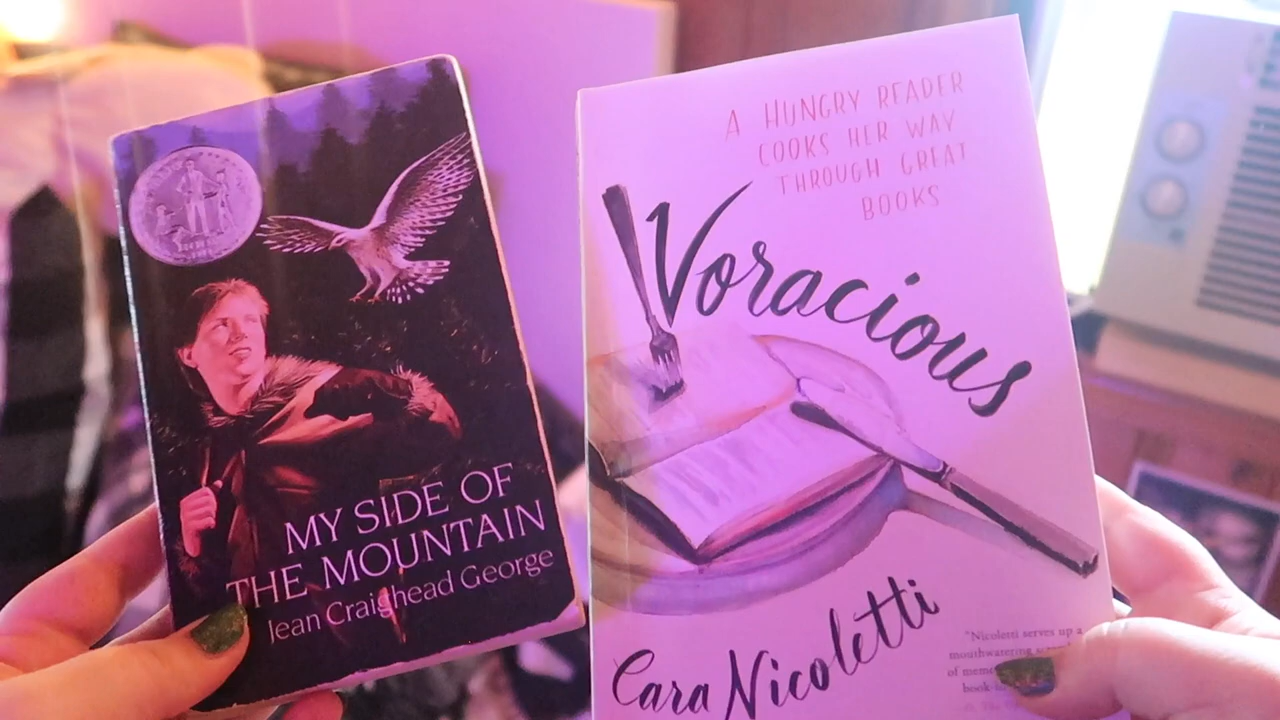 MY SIDE OF
THE MOUNTAIN
Jean Craighead George
A HUNGRY READER
COOKS HER WAY
THROUGH GREAT
BOOKS
Voracious
Cara Nicoletti
"Nicoletti serves up a
mouthwatering
of
book